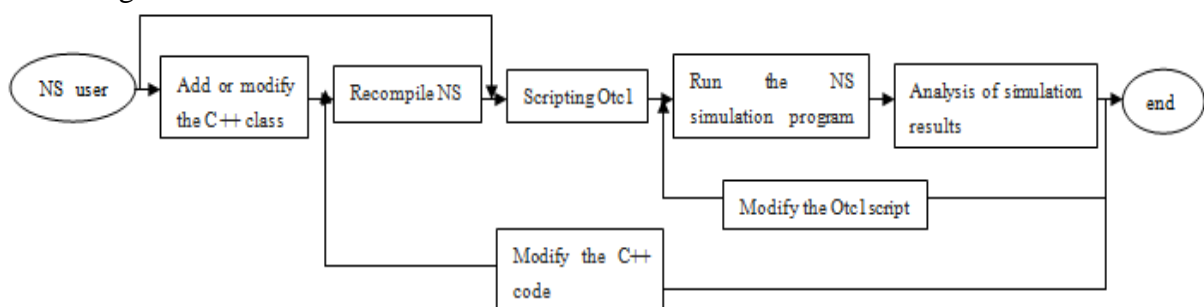 NS user
Add or modify
the C++ class
Recompile NS
Scripting Otcl
Run the NS
simulation program
Analysis of simulation
results
end
Modify the Otcl script
Modify the C++
code